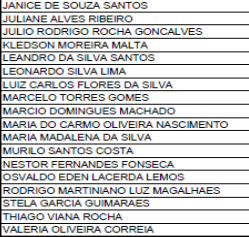 JANICE DE SOUZA SANTOS
JULIANE ALVES RIBEIRO
JULIO RODRIGO ROCHA GONCALVES
KLEDSON MOREIRA MALTA
LEANDRO DA SILVA SANTOS
LEONARDO SILVA LIMA
LUIZ CARLOS FLORES DA SILVA
MARCELO TORRES GOMES
MARCIO DOMINGUES MACHADO
MARIA DO CARMO OLIVEIRA NASCIMENTO
MARIA MADALENA DA SILVA
MURILO SANTOS COSTA
NESTOR FERNANDES FONSECA
OSVALDO EDEN LACERDA LEMOS
RODRIGO MARTINIANO LUZ MAGALHAES
STELA GARCIA GUIMARAES
THIAGO VIANA ROCHA
VALERIA OLIVEIRA CORREIA